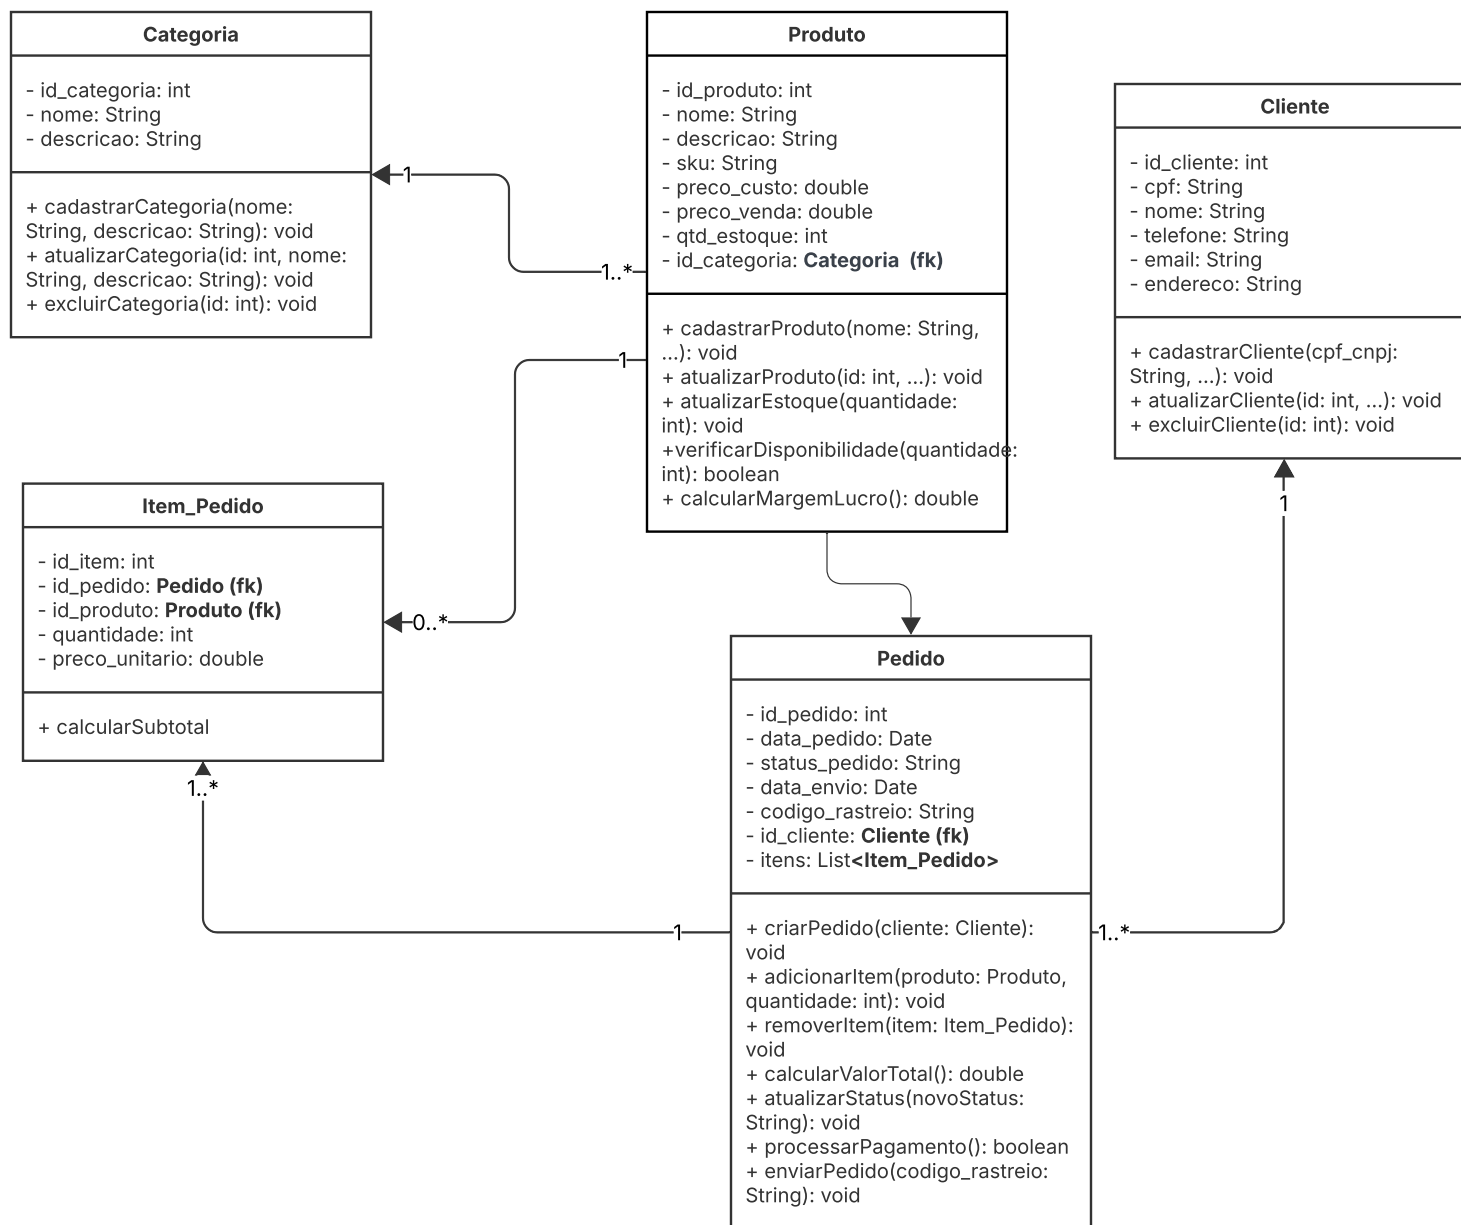 Categoria
- id_categoria: int
- nome: String
- descricao: String
+ cadastrarCategoria(nome:
String, descricao: String): void
+ atualizarCategoria(id: int, nome:
String, descricao: String): void
+ excluirCategoria(id: int): void
1
1..*
Produto
- id_produto: int
- nome: String
- descricao: String
- sku: String
- preco_custo: double
- preco_venda: double
- qtd_estoque: int
- id_categoria: Categoria (fk)
+ cadastrarProduto(nome: String,
...): void
+ atualizarProduto(id: int, ...): void
+ atualizarEstoque(quantidade:
int): void
+verificarDisponibilidade(quantidade:
int): boolean
+ calcularMargemLucro(): double
1
0..*
Cliente
- id_cliente: int
- cpf: String
- nome: String
- telefone: String
- email: String
- endereco: String
+ cadastrarCliente(cpf_cnpj:
String, ...): void
+ atualizarCliente(id: int, ...): void
+ excluirCliente(id: int): void
1
1..*
Item_Pedido
- id_item: int
- id_pedido: Pedido (fk)
- id_produto: Produto (fk)
- quantidade: int
- preco_unitario: double
+ calcularSubtotal
1..*
1
Pedido
- id_pedido: int
- data_pedido: Date
- status_pedido: String
- data_envio: Date
- codigo_rastreio: String
- id_cliente: Cliente (fk)
- itens: List<Item_Pedido>
+ criarPedido(cliente: Cliente):
void
+ adicionarItem(produto: Produto,
quantidade: int): void
+ removerItem(item: Item_Pedido):
void
+ calcularValorTotal(): double
+ atualizarStatus(novoStatus:
String): void
+ processarPagamento(): boolean
+ enviarPedido(codigo_rastreio:
String): void